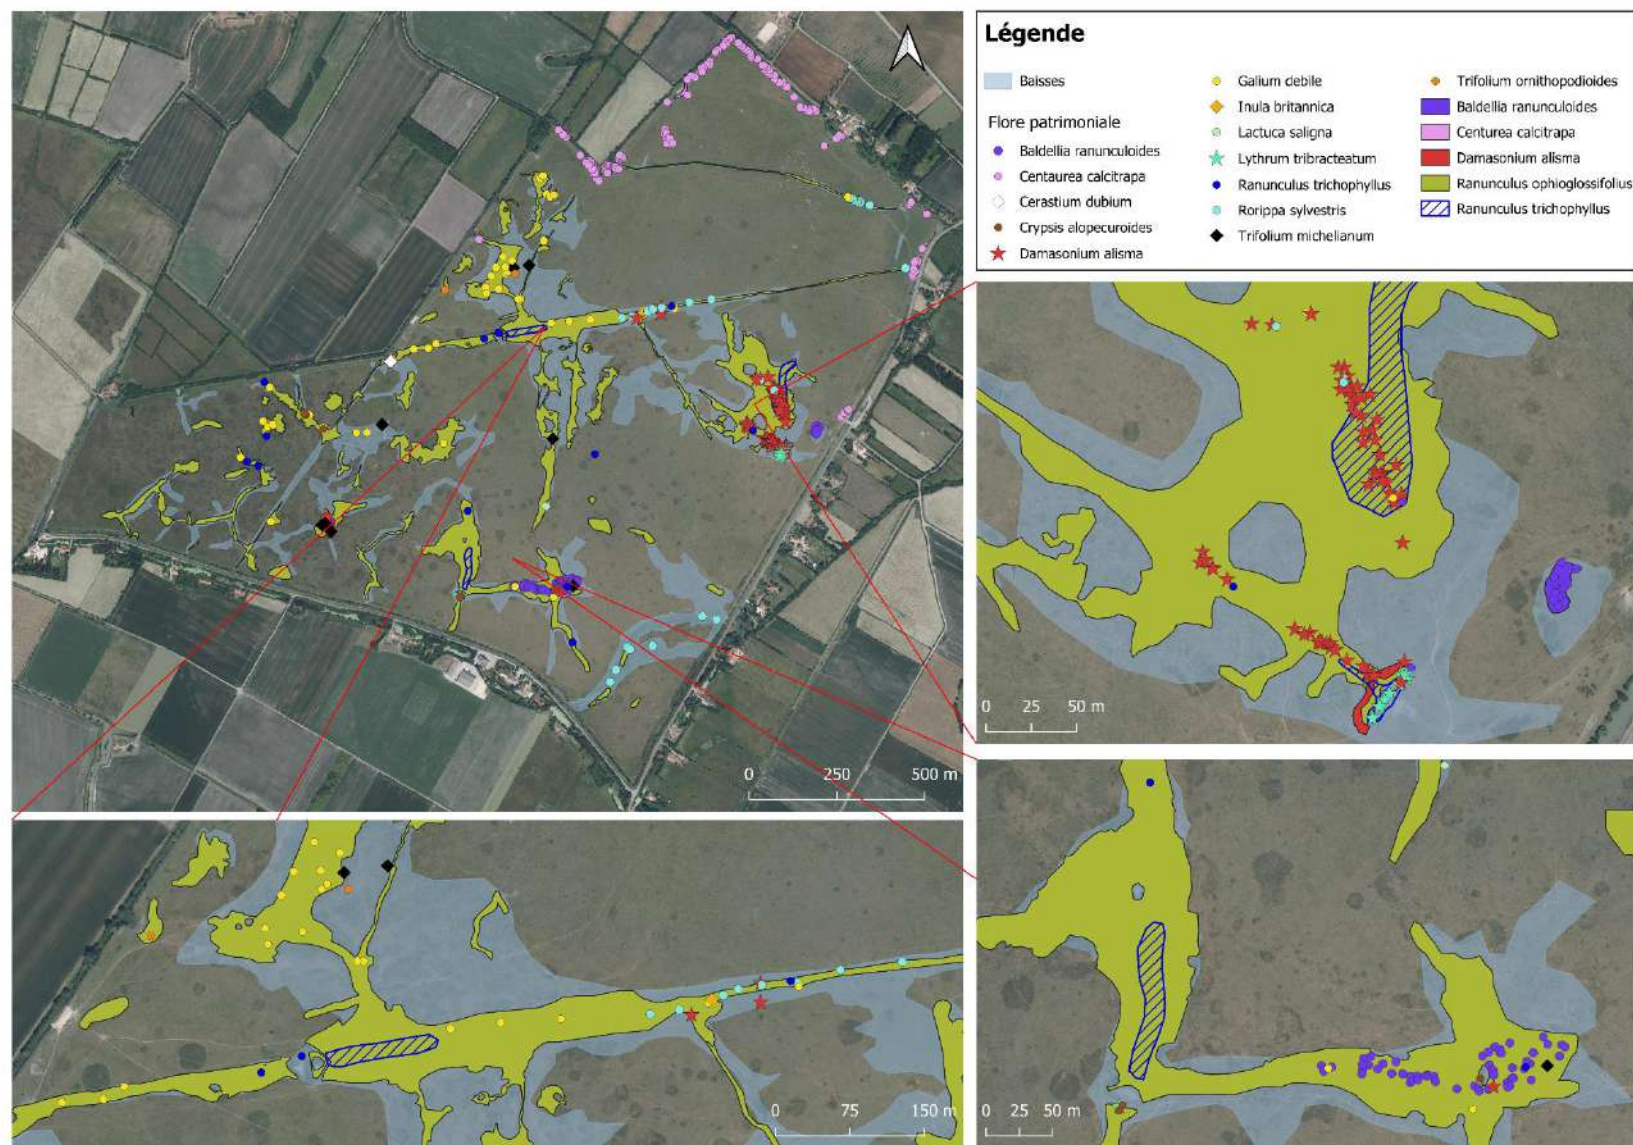 Légende
Baisses
Flore patrimoniale
Baldellia ranunculoides
Centaurea calcitrapa
Cerastium dubium
Crypsis alopecuroides
Damasonium alisma
Galium debile
Inula britannica
Lactuca saligna
Lythrum tribracteatum
Ranunculus trichophyllus
Rorippa sylvestris
Trifolium michelianum
Trifolium ornithopodioides
Baldellia ranunculoides
Centurea calcitrapa
Damasonium alisma
Ranunculus ophioglossifolius
Ranunculus trichophyllus
0 250 500 m
0 25 50 m
0 75 150 m
0 25 50 m